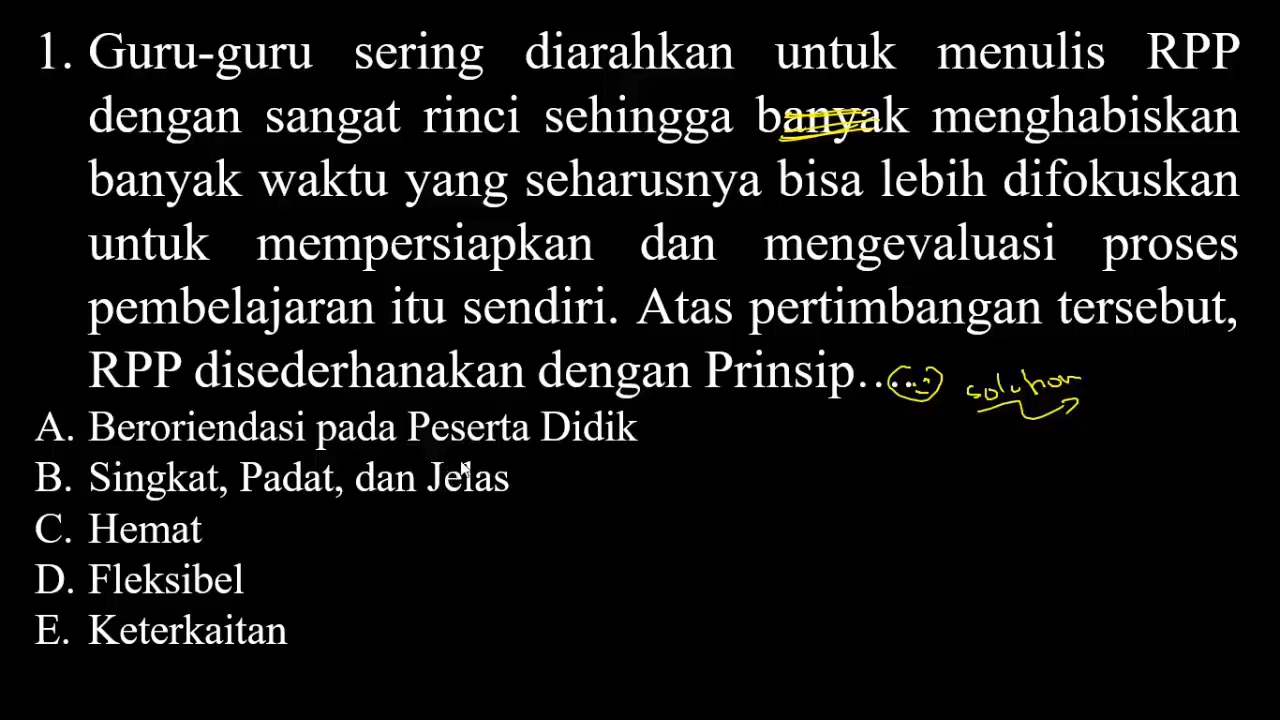 1. Guru-guru sering diarahkan untuk menulis RPP
dengan sangat rinci sehingga banyak menghabiskan
banyak waktu yang seharusnya bisa lebih difokuskan
untuk mempersiapkan dan mengevaluasi proses
pembelajaran itu sendiri. Atas pertimbangan tersebut,
RPP disederhanakan dengan Prinsip..... solution
A. Beroriendasi pada Peserta Didik
B. Singkat, Padat, dan Jelas
C. Hemat
D. Fleksibel
E. Keterkaitan